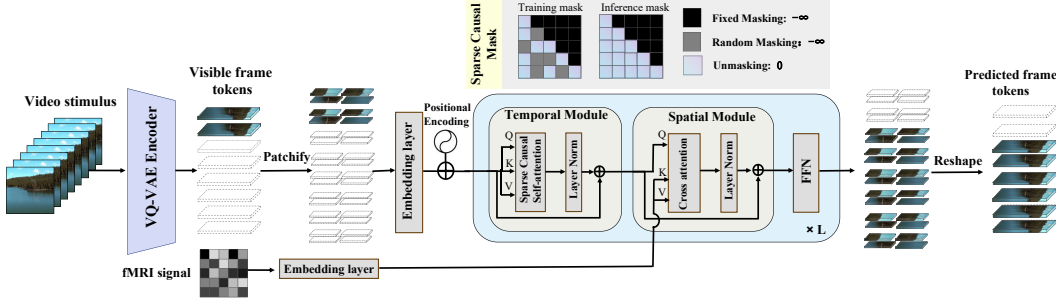 Sparse Causal
Mask
Training mask
Inference mask
Fixed Masking: -∞
Random Masking: -∞
Unmasking: 0
Video stimulus
VQ-VAE Encoder
Visible frame
tokens
Patchify
fMRI signal
Embedding layer
Embedding layer
Positional
Encoding
Temporal Module
Q
K
V
Sparse Causal
Self-attention
Layer Norm
Spatial Module
Q
K
V
Cross attention
Layer Norm
FFN
× L
Reshape
Predicted frame
tokens